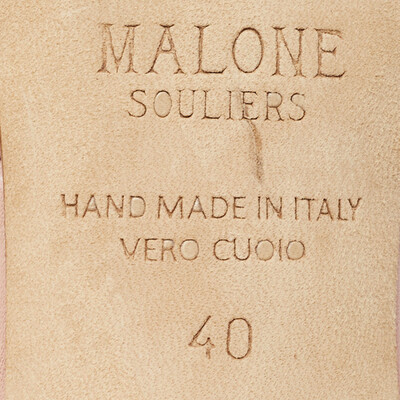 MALONE
SOULIERS
HAND MADE IN ITALY
VERO CUOIO
40